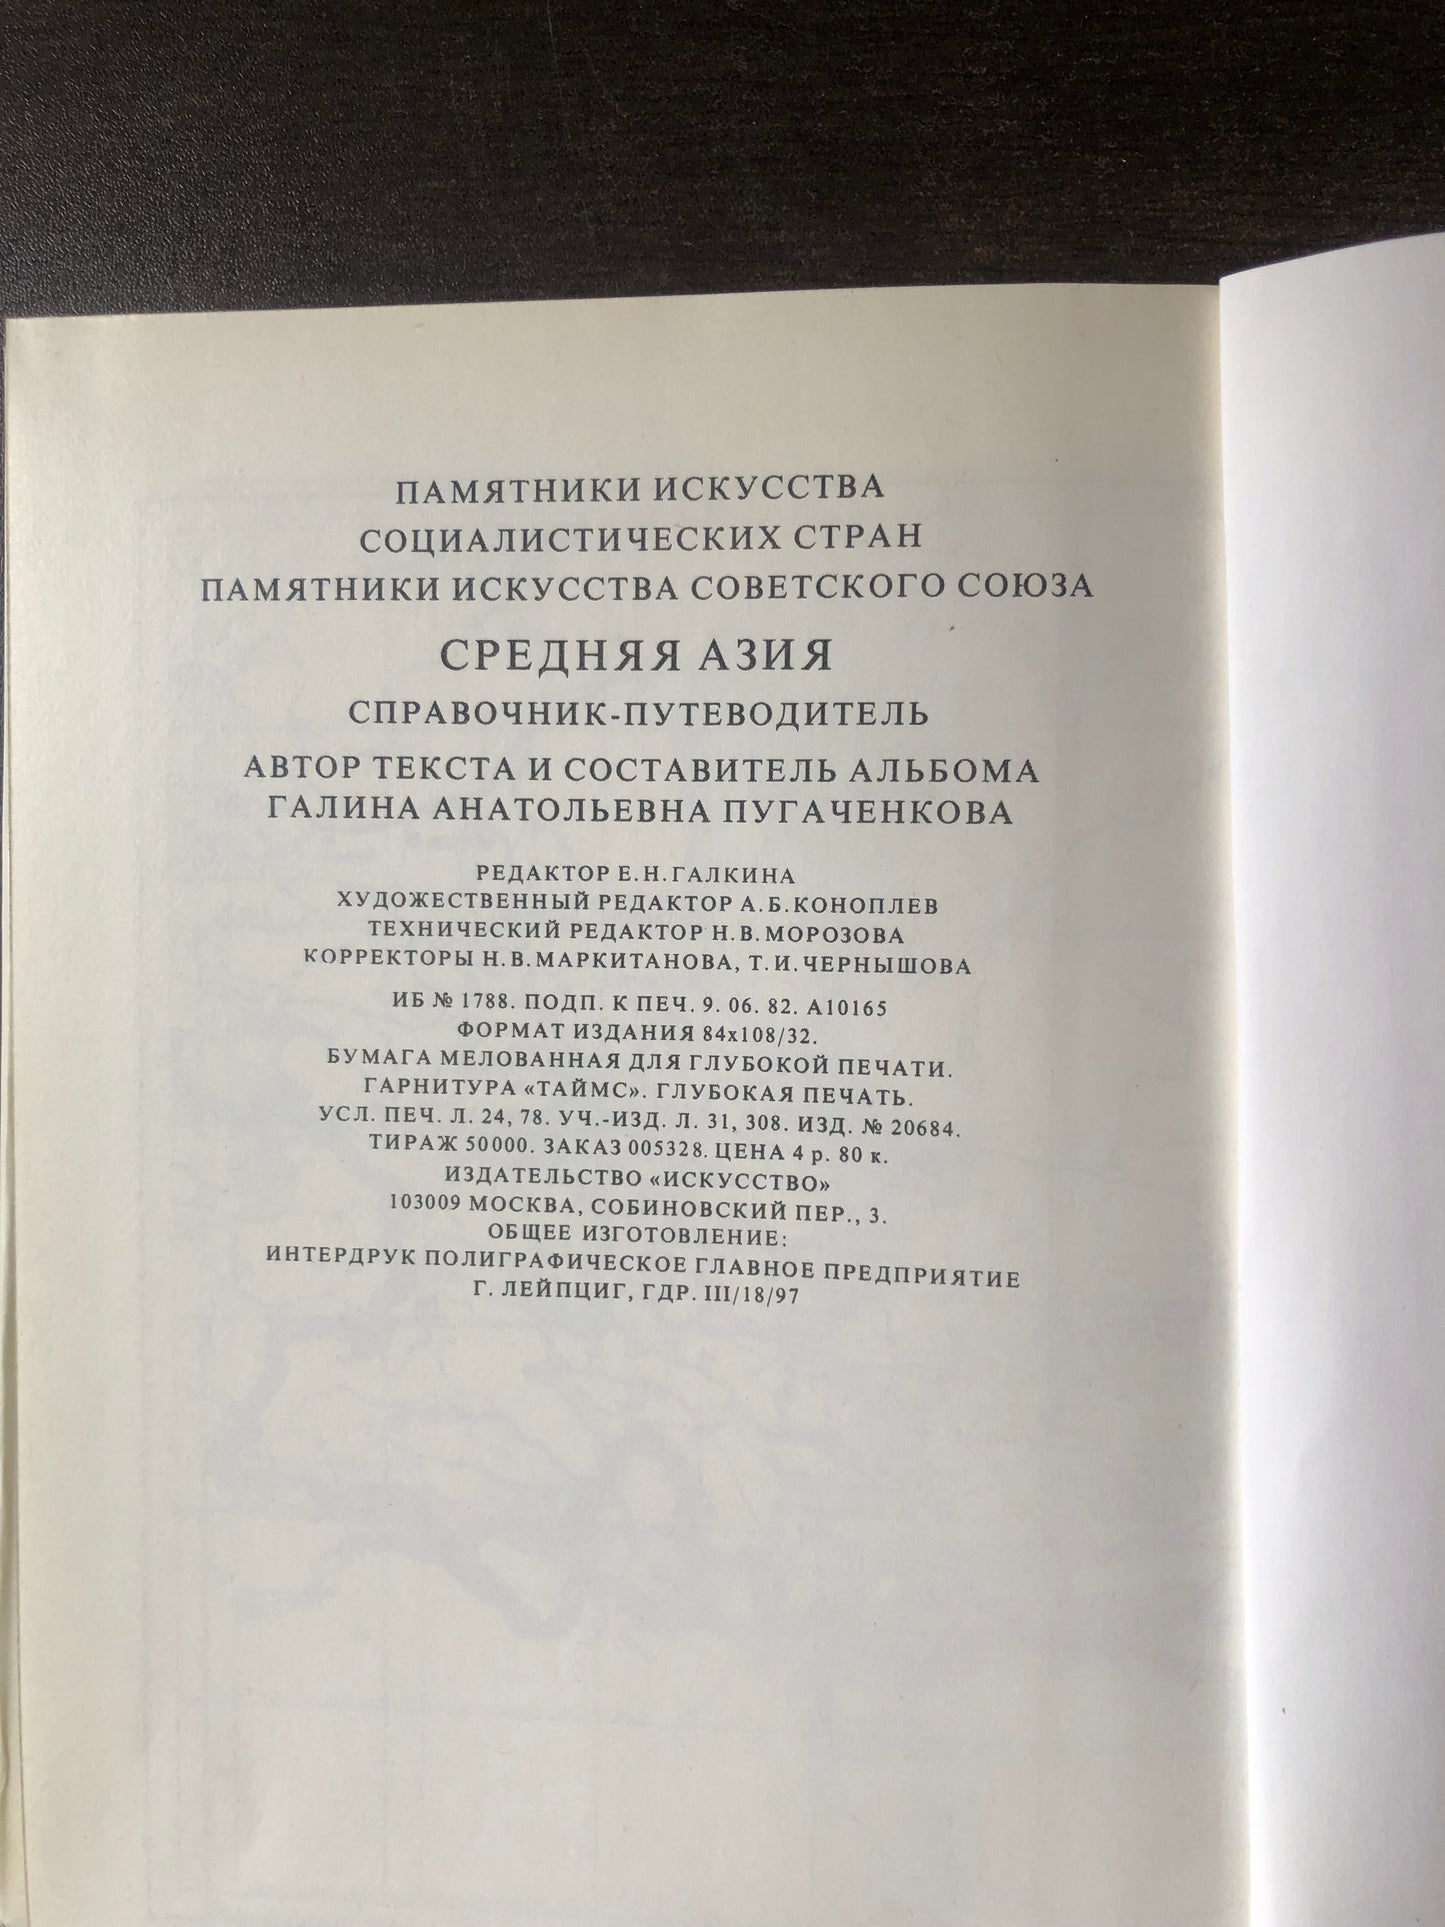 ПАМЯТНИКИ ИСКУССТВА
СОЦИАЛИСТИЧЕСКИХ СТРАН
ПАМЯТНИКИ ИСКУССТВА СОВЕТСКОГО СОЮЗА
СРЕДНЯЯ АЗИЯ
СПРАВОЧНИК-ПУТЕВОДИТЕЛЬ
АВТОР ТЕКСТА И СОСТАВИТЕЛЬ АЛЬБОМА
ГАЛИНА АНАТОЛЬЕВНА ПУГАЧЕНКОВА
РЕДАКТОР Е. Н. ГАЛКИНА
ХУДОЖЕСТВЕННЫЙ РЕДАКТОР А. Б. КОНОПЛЕВ
ТЕХНИЧЕСКИЙ РЕДАКТОР Н. В. МОРОЗОВА
КОРРЕКТОРЫ Н. В. МАРКИТАНОВА, Т. И. ЧЕРНЫШОВА
ИБ № 1788. ПОДП. К ПЕЧ. 9. 06. 82. А10165
ФОРМАТ ИЗДАНИЯ 84х108/32.
БУМАГА МЕЛОВАННАЯ ДЛЯ ГЛУБОКОЙ ПЕЧАТИ.
ГАРНИТУРА «ТАЙМС». ГЛУБОКАЯ ПЕЧАТЬ.
УСЛ. ПЕЧ. Л. 24, 78. УЧ.-ИЗД. Л. 31, 308. ИЗД. № 20684.
ТИРАЖ 50000. ЗАКАЗ 005328. ЦЕНА 4 р. 80 к.
ИЗДАТЕЛЬСТВО «ИСКУССТВО»
103009 МОСКВА, СОБИНОВСКИЙ ПЕР., 3.
ОБЩЕЕ ИЗГОТОВЛЕНИЕ:
ИНТЕРДРУК ПОЛИГРАФИЧЕСКОЕ ГЛАВНОЕ ПРЕДПРИЯТИЕ
Г. ЛЕЙПЦИГ, ГДР. III/18/97